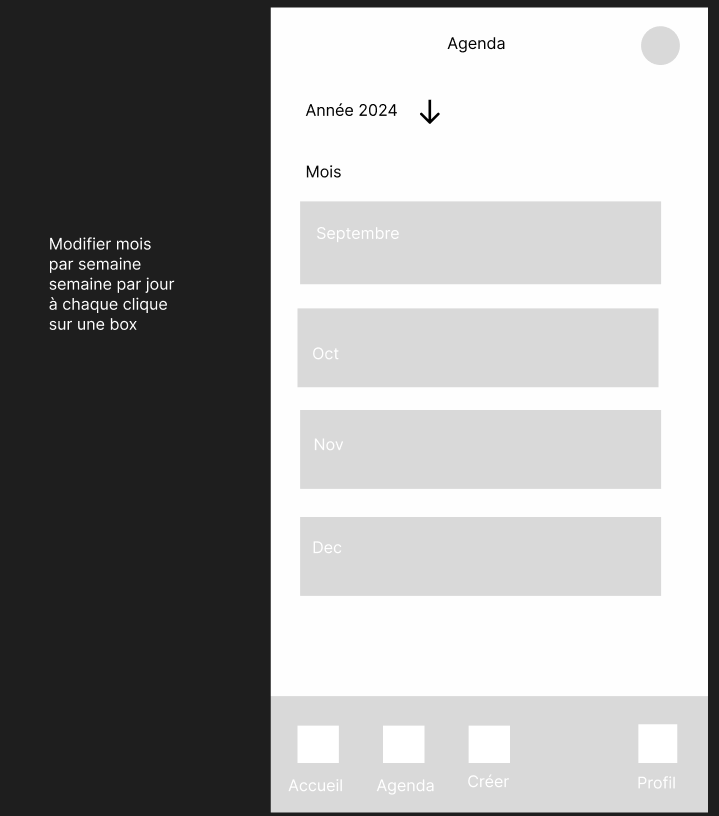 Agenda
Année 2024
Mois
Septembre
Modifier mois
par semaine
semaine par jour
à chaque clique
sur une box
Oct
Nov
Dec
Accueil
Agenda
Créer
Profil